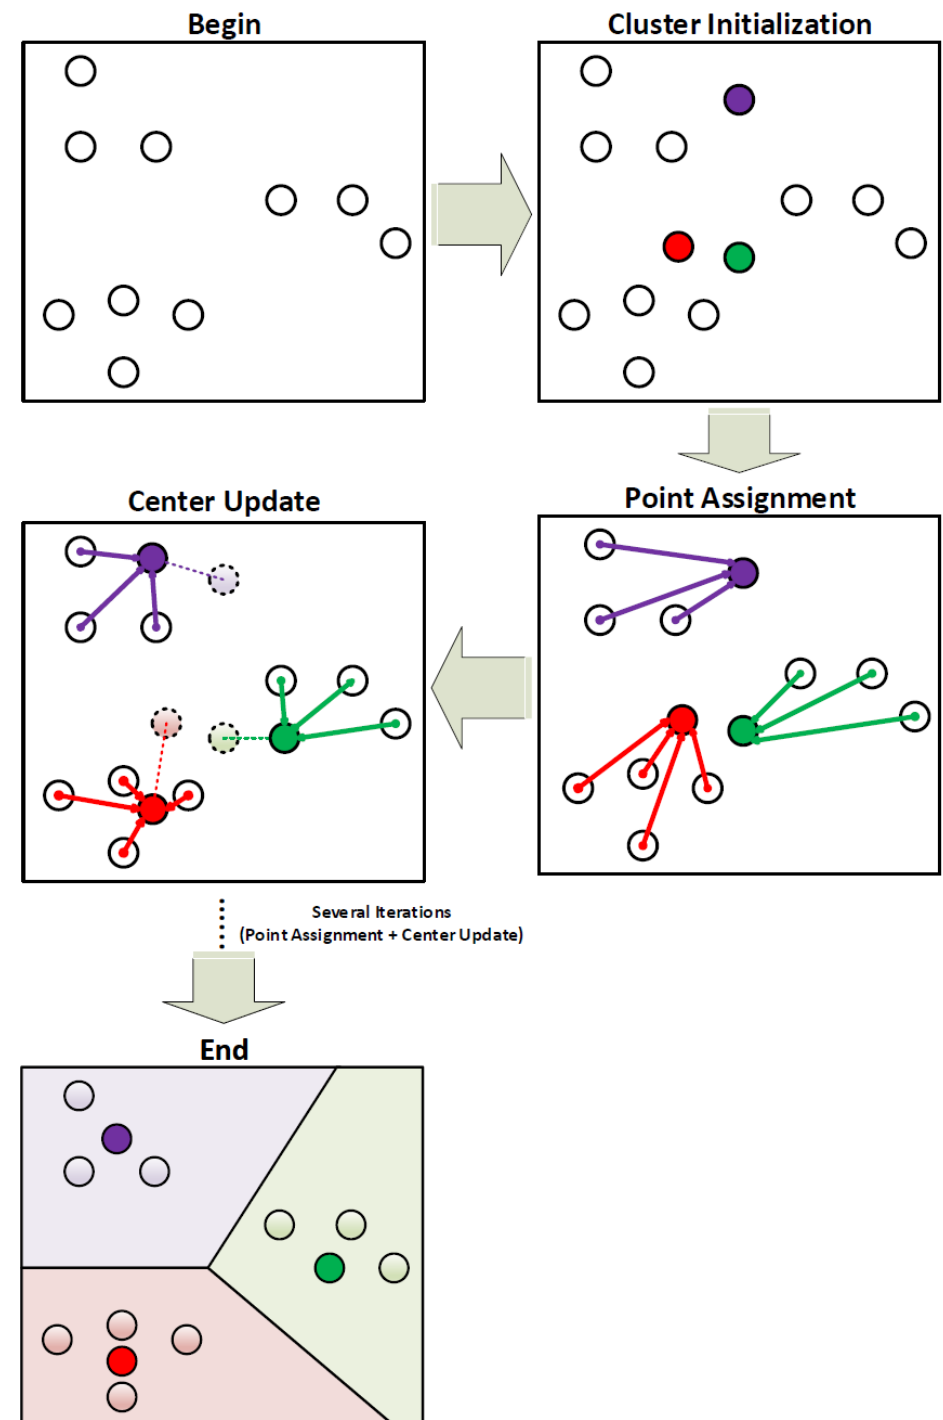 Begin
Cluster Initialization
Point Assignment
Center Update
Several Iterations
(Point Assignment + Center Update)
End